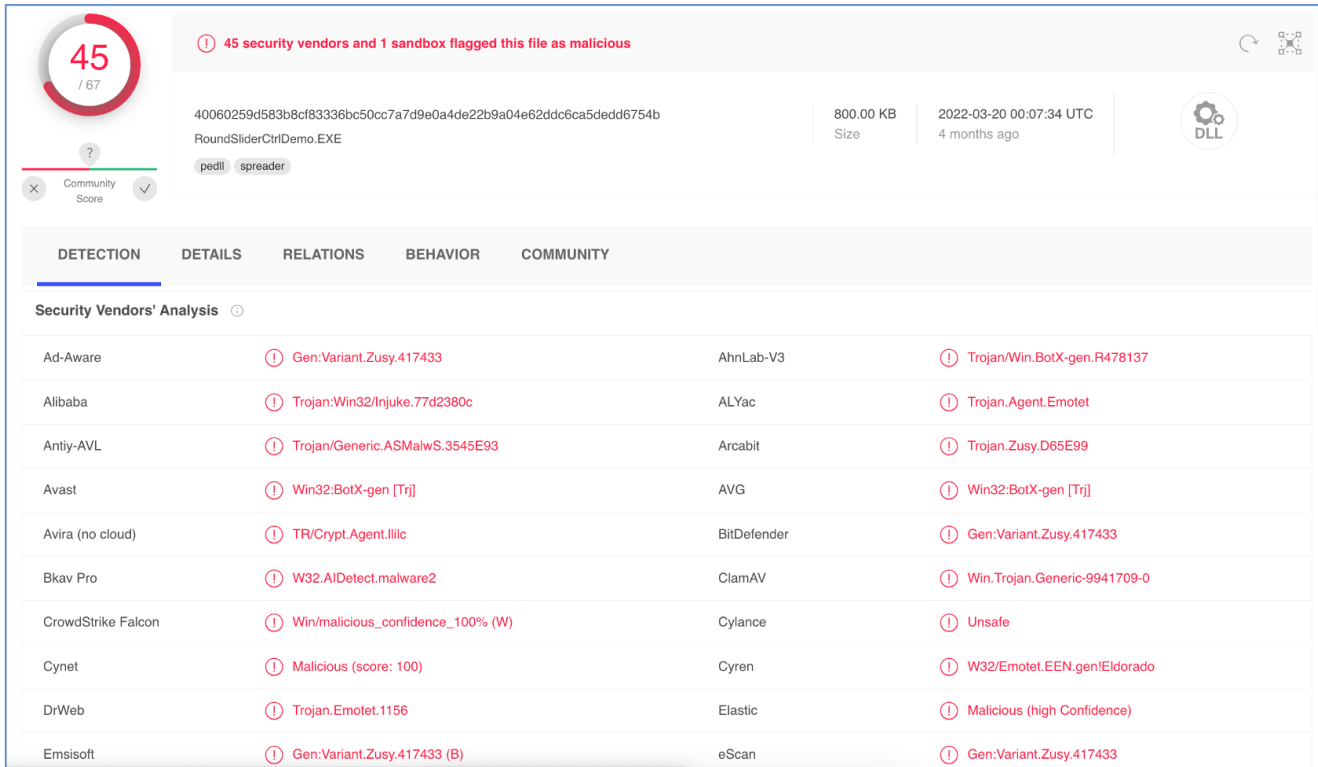 45
/ 67
45 security vendors and 1 sandbox flagged this file as malicious
40060259d583b8cf83336bc50cc7a7d9e0a4de22b9a04e62ddc6ca5dedd6754b
RoundSliderCtrlDemo.EXE
pedll spreader
800.00 KB
Size
2022-03-20 00:07:34 UTC
4 months ago
DLL
?
Community
Score
DETECTION DETAILS RELATIONS BEHAVIOR COMMUNITY
Security Vendors' Analysis
Ad-Aware Gen:Variant.Zusy.417433 AhnLab-V3 Trojan/Win.BotX-gen.R478137
Alibaba Trojan:Win32/Injuke.77d2380c ALYac Trojan.Agent.Emotet
Antiy-AVL Trojan/Generic.ASMalwS.3545E93 Arcabit Trojan.Zusy.D65E99
Avast Win32:BotX-gen [Trj] AVG Win32:BotX-gen [Trj]
Avira (no cloud) TR/Crypt.Agent.llilc BitDefender Gen:Variant.Zusy.417433
Bkav Pro W32.AIDetect.malware2 ClamAV Win.Trojan.Generic-9941709-0
CrowdStrike Falcon Win/malicious_confidence_100% (W) Cylance Unsafe
Cynet Malicious (score: 100) Cyren W32/Emotet.EEN.gen!Eldorado
DrWeb Trojan.Emotet.1156 Elastic Malicious (high Confidence)
Emsisoft Gen:Variant.Zusy.417433 (B) eScan Gen:Variant.Zusy.417433